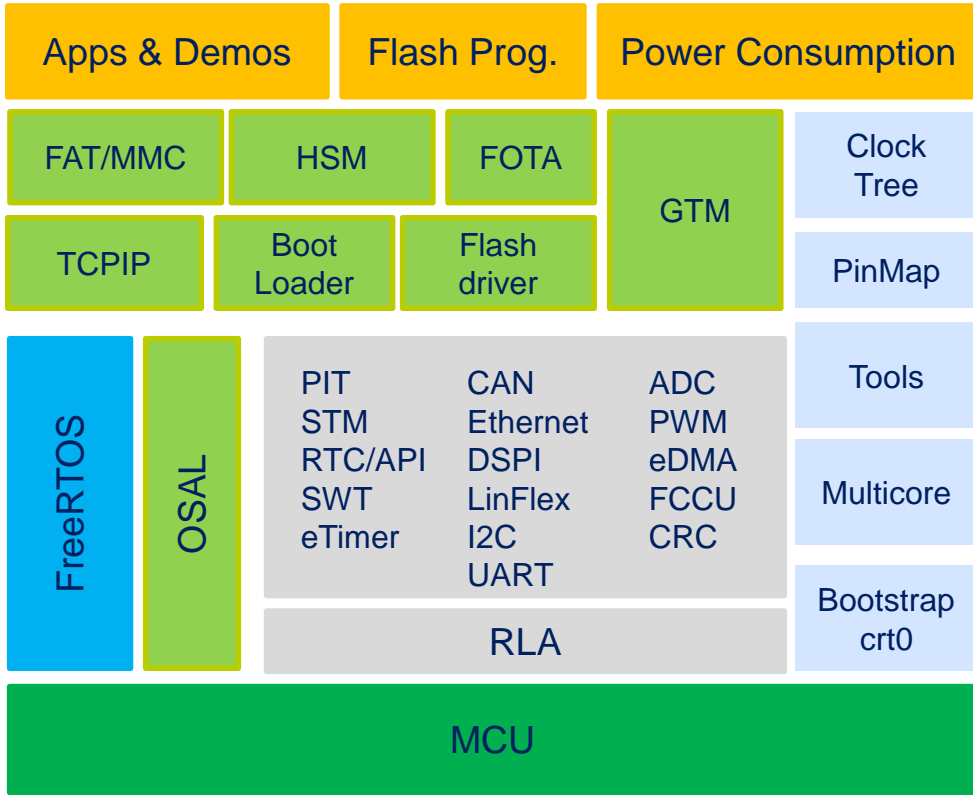 Apps & Demos
Flash Prog.
Power Consumption
FAT/MMC
HSM
FOTA
GTM
Clock
Tree
TCPIP
Boot
Loader
Flash
driver
PinMap
FreeRTOS
OSAL
PIT
STM
RTC/API
SWT
eTimer
CAN
Ethernet
DSPI
LinFlex
I2C
UART
ADC
PWM
eDMA
FCCU
CRC
Tools
Multicore
Bootstrap
crt0
RLA
MCU